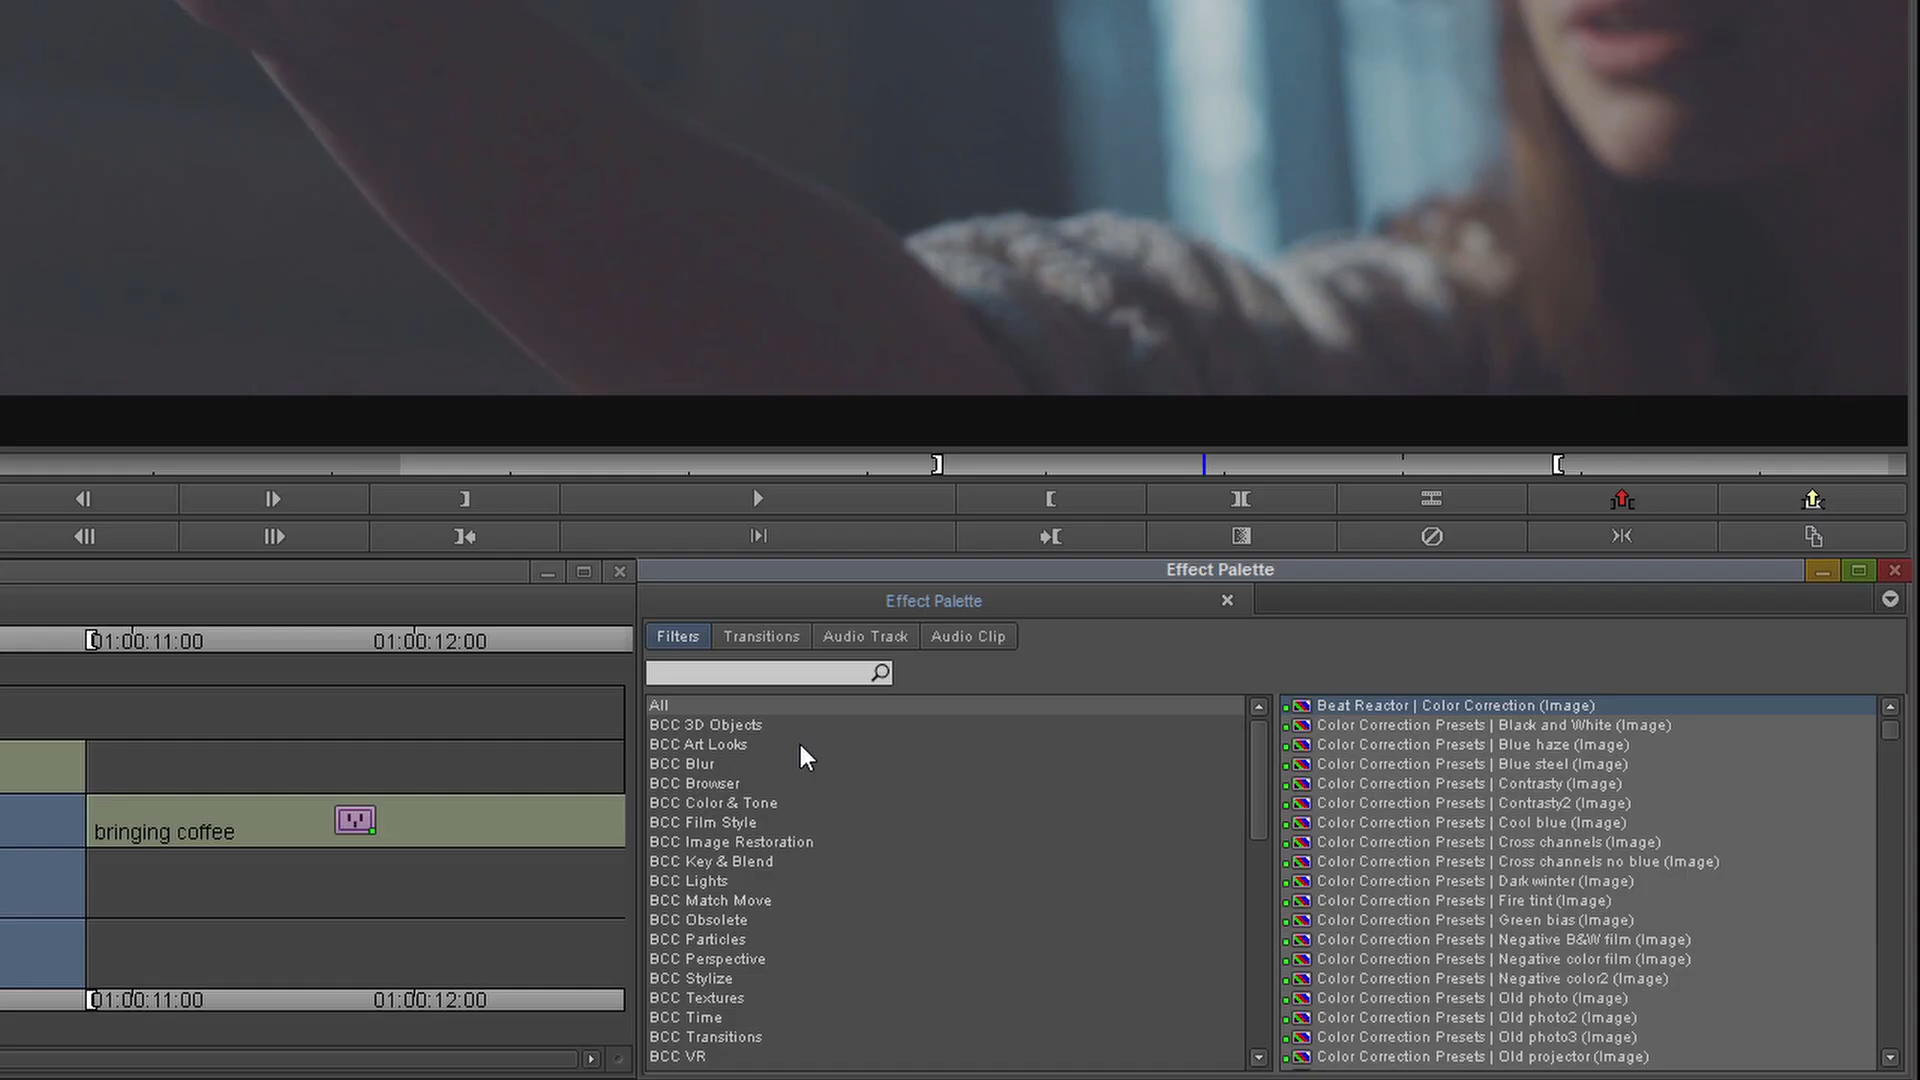 Effect Palette
Effect Palette
Filters Transitions Audio Track Audio Clip
01:00:11:00 01:00:12:00
bringing coffee
01:00:11:00 01:00:12:00
All
BCC 3D Objects
BCC Art Looks
BCC Blur
BCC Browser
BCC Color & Tone
BCC Film Style
BCC Image Restoration
BCC Key & Blend
BCC Lights
BCC Match Move
BCC Obsolete
BCC Particles
BCC Perspective
BCC Stylize
BCC Textures
BCC Time
BCC Transitions
BCC VR
Beat Reactor | Color Correction (Image)
Color Correction Presets | Black and White (Image)
Color Correction Presets | Blue haze (Image)
Color Correction Presets | Blue steel (Image)
Color Correction Presets | Contrasty (Image)
Color Correction Presets | Contrasty2 (Image)
Color Correction Presets | Cool blue (Image)
Color Correction Presets | Cross channels (Image)
Color Correction Presets | Cross channels no blue (Image)
Color Correction Presets | Dark winter (Image)
Color Correction Presets | Fire tint (Image)
Color Correction Presets | Green bias (Image)
Color Correction Presets | Negative B&W film (Image)
Color Correction Presets | Negative color film (Image)
Color Correction Presets | Negative color2 (Image)
Color Correction Presets | Old photo (Image)
Color Correction Presets | Old photo2 (Image)
Color Correction Presets | Old photo3 (Image)
Color Correction Presets | Old projector (Image)